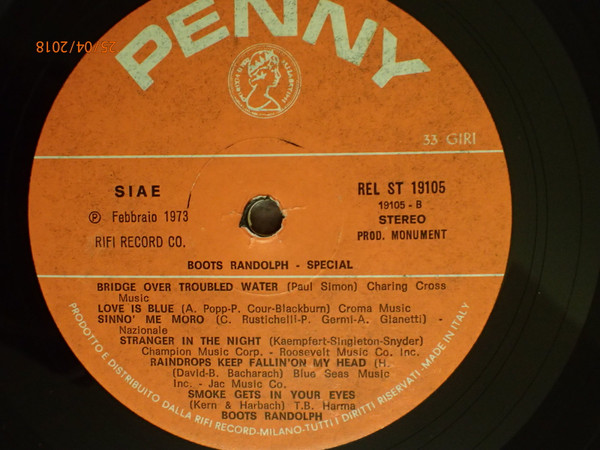 25/04/2018
PENNY
33 GIRI
SIAE
REL ST 19105
19105 - B
STEREO
PROD. MONUMENT
Ⓟ Febbraio 1973
RIFI RECORD CO.
BOOTS RANDOLPH - SPECIAL
BRIDGE OVER TROUBLED WATER (Paul Simon) Charing Cross
Music
LOVE IS BLUE (A. Popp-P. Cour-Blackburn) Croma Music
SINNO' ME MORO (C. Rustichelli-P. Germi-A. Gianetti) -
Nazionale
STRANGER IN THE NIGHT (Kaempfert-Singleton-Snyder)
Champion Music Corp. - Roosevelt Music Co. Inc.
RAINDROPS KEEP FALLIN'ON MY HEAD (H.
(David-B. Bacharach) Blue Seas Music
Inc. - Jac Music Co.
SMOKE GETS IN YOUR EYES
(Kern & Harbach) T.B. Harma
BOOTS RANDOLPH
PRODOTTO E DISTRIBUITO DALLA RIFI RECORD-MILANO-TUTTI I DIRITTI RISERVATI-MADE IN ITALY